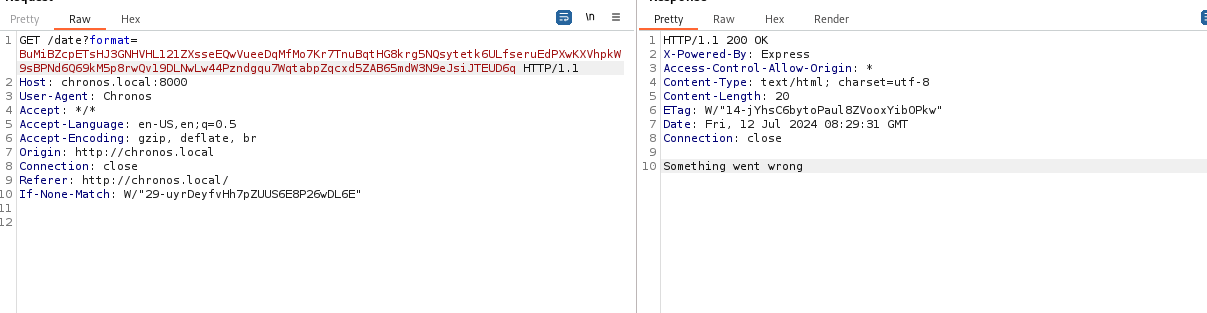 Pretty
Raw
Hex
\n
1 GET /date?format=
BuMiBZcpETsHJ3GNHVHL121ZXsseEQwVueeDqMfMo7Kr7TnuBqtHG8krg5NQsytetk6ULfseruEdPXwKXVhpkW
9sBPNd6Q69kM5p8rwQv19DLNwLw44Pzndgqu7WqtabpZqcxd5ZAB65mdW3N9eJsiJTEUD6q HTTP/1.1
2 Host: chronos.local:8000
3 User-Agent: Chronos
4 Accept: */*
5 Accept-Language: en-US,en;q=0.5
6 Accept-Encoding: gzip, deflate, br
7 Origin: http://chronos.local
8 Connection: close
9 Referer: http://chronos.local/
10 If-None-Match: W/"29-uyrDeyfvHh7pZUUS6E8P26wDL6E"
11
12
Pretty
Raw
Hex
Render
1 HTTP/1.1 200 OK
2 X-Powered-By: Express
3 Access-Control-Allow-Origin: *
4 Content-Type: text/html; charset=utf-8
5 Content-Length: 20
6 ETag: W/"14-jYhsC6bytoPaul8ZVooxYibOPkw"
7 Date: Fri, 12 Jul 2024 08:29:31 GMT
8 Connection: close
9
10 Something went wrong